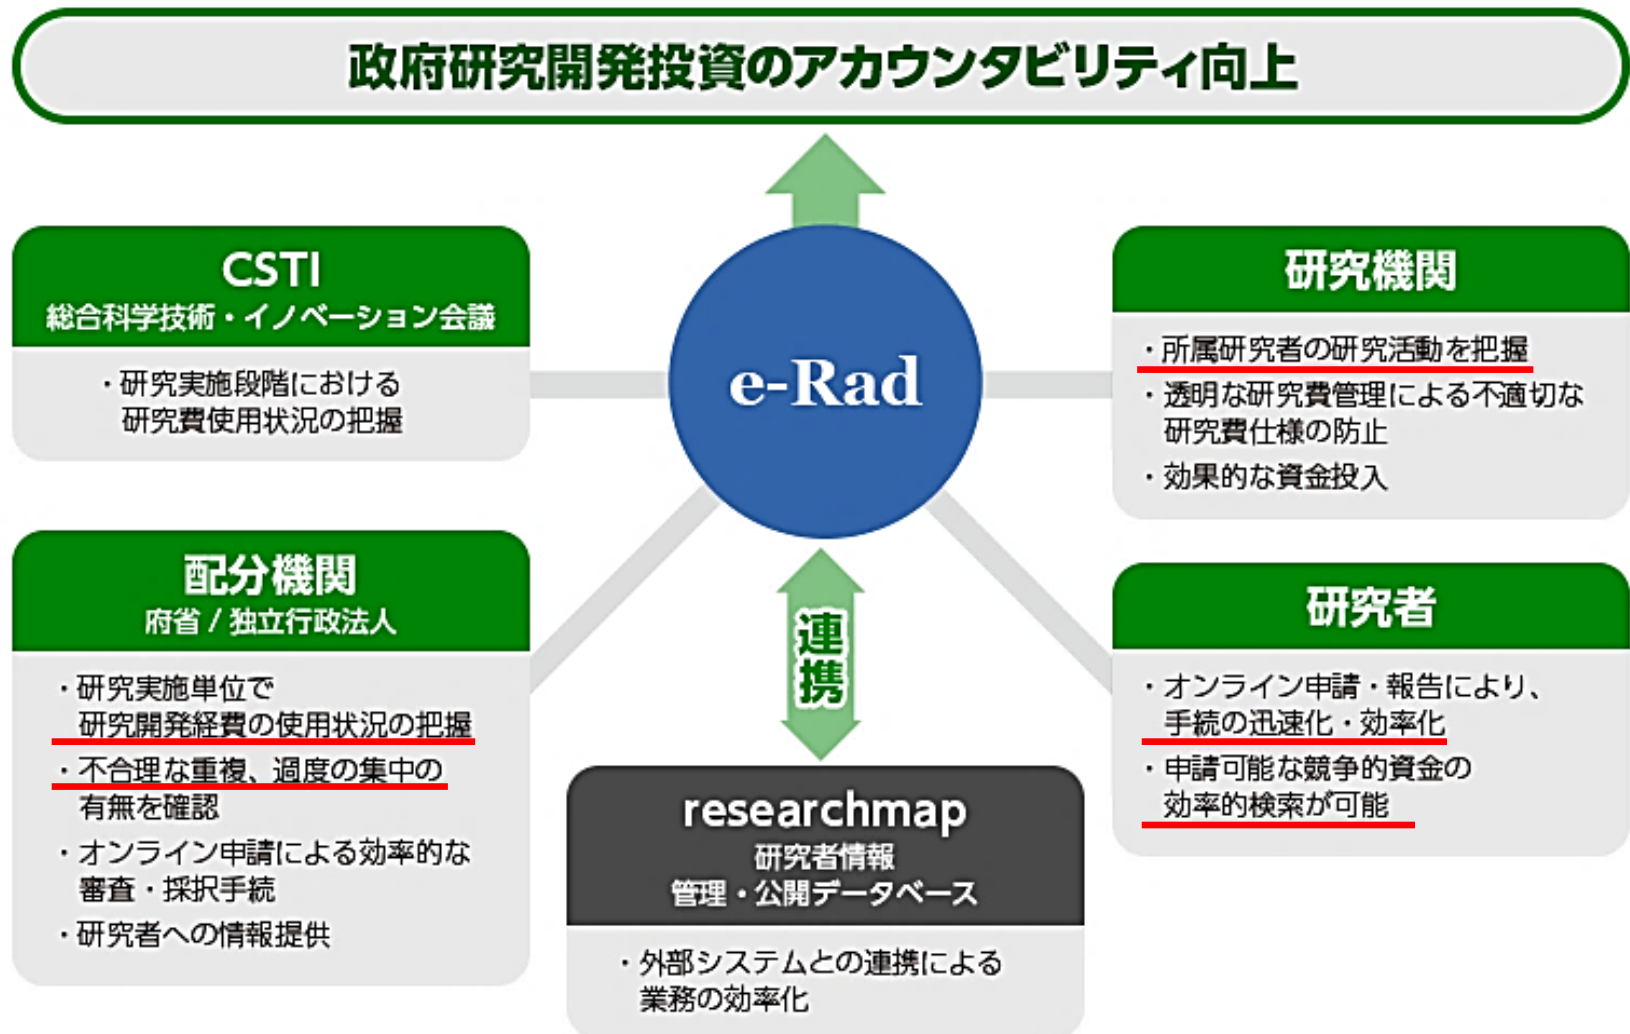 政府研究開発投資のアカウンタビリティ向上
CSTI
総合科学技術・イノベーション会議
・研究実施段階における
研究費使用状況の把握
配分機関
府省 / 独立行政法人
・研究実施単位で
研究開発経費の使用状況の把握
・不合理な重複、過度の集中の
有無を確認
・オンライン申請による効率的な
審査・採択手続
・研究者への情報提供
e-Rad
連携
researchmap
研究者情報
管理・公開データベース
・外部システムとの連携による
業務の効率化
研究機関
・所属研究者の研究活動を把握
・透明な研究費管理による不適切な
研究費仕様の防止
・効果的な資金投入
研究者
・オンライン申請・報告により、
手続の迅速化・効率化
・申請可能な競争的資金の
効率的検索が可能